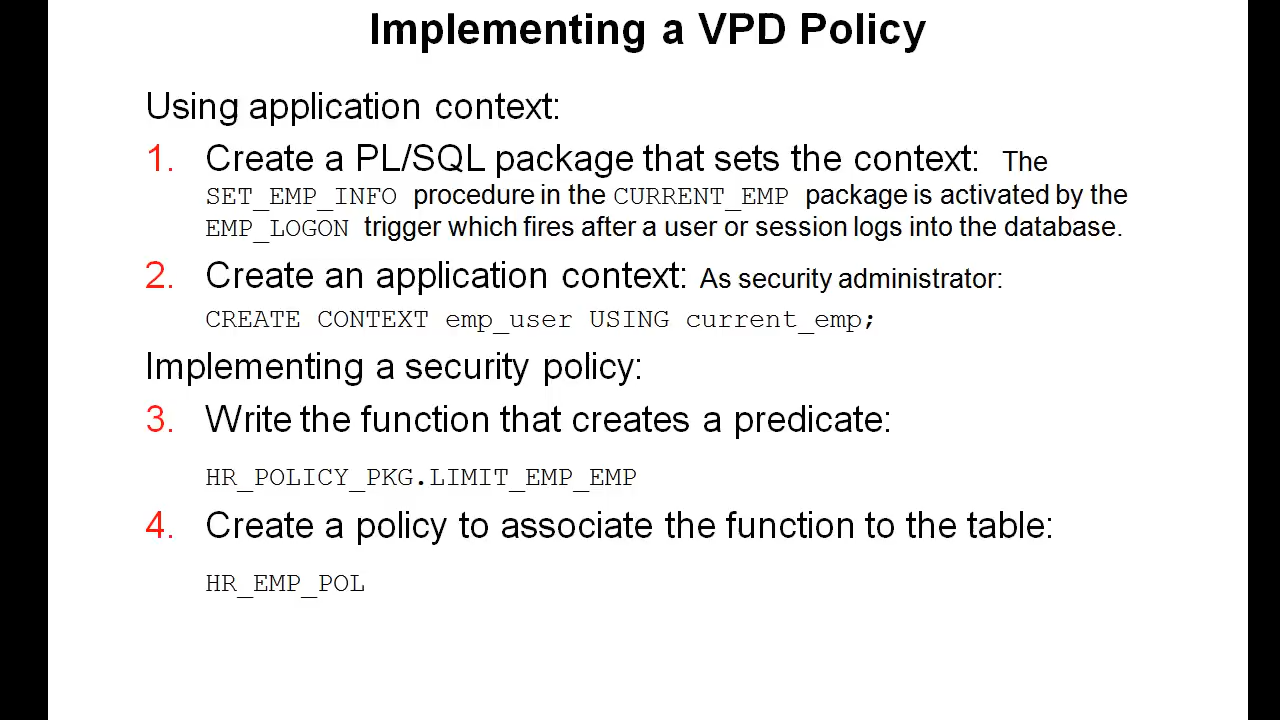 Implementing a VPD Policy
Using application context:
1. Create a PL/SQL package that sets the context: The
SET_EMP_INFO procedure in the CURRENT_EMP package is activated by the
EMP_LOGON trigger which fires after a user or session logs into the database.
2. Create an application context: As security administrator:
CREATE CONTEXT emp_user USING current_emp;
Implementing a security policy:
3. Write the function that creates a predicate:
HR_POLICY_PKG.LIMIT_EMP_EMP
4. Create a policy to associate the function to the table:
HR_EMP_POL